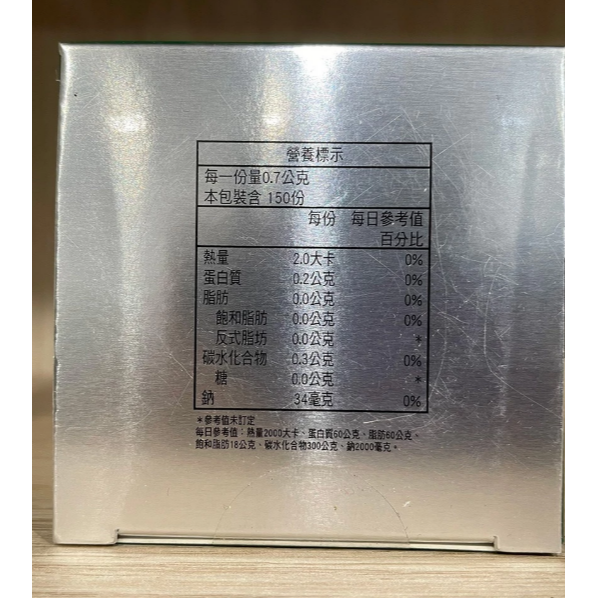 營養標示
每一份量0.7公克
本包裝含 150份
每份 每日參考值
百分比
熱量 2.0大卡 0%
蛋白質 0.2公克 0%
脂肪 0.0公克 0%
飽和脂肪 0.0公克 0%
反式脂坊 0.0公克 *
碳水化合物 0.3公克 0%
糖 0.0公克 *
鈉 34毫克 0%
*參考值未訂定
每日參考值:熱量2000大卡、蛋白質60公克、脂肪60公克、
飽和脂肪18公克、碳水化合物300公克、鈉2000毫克。